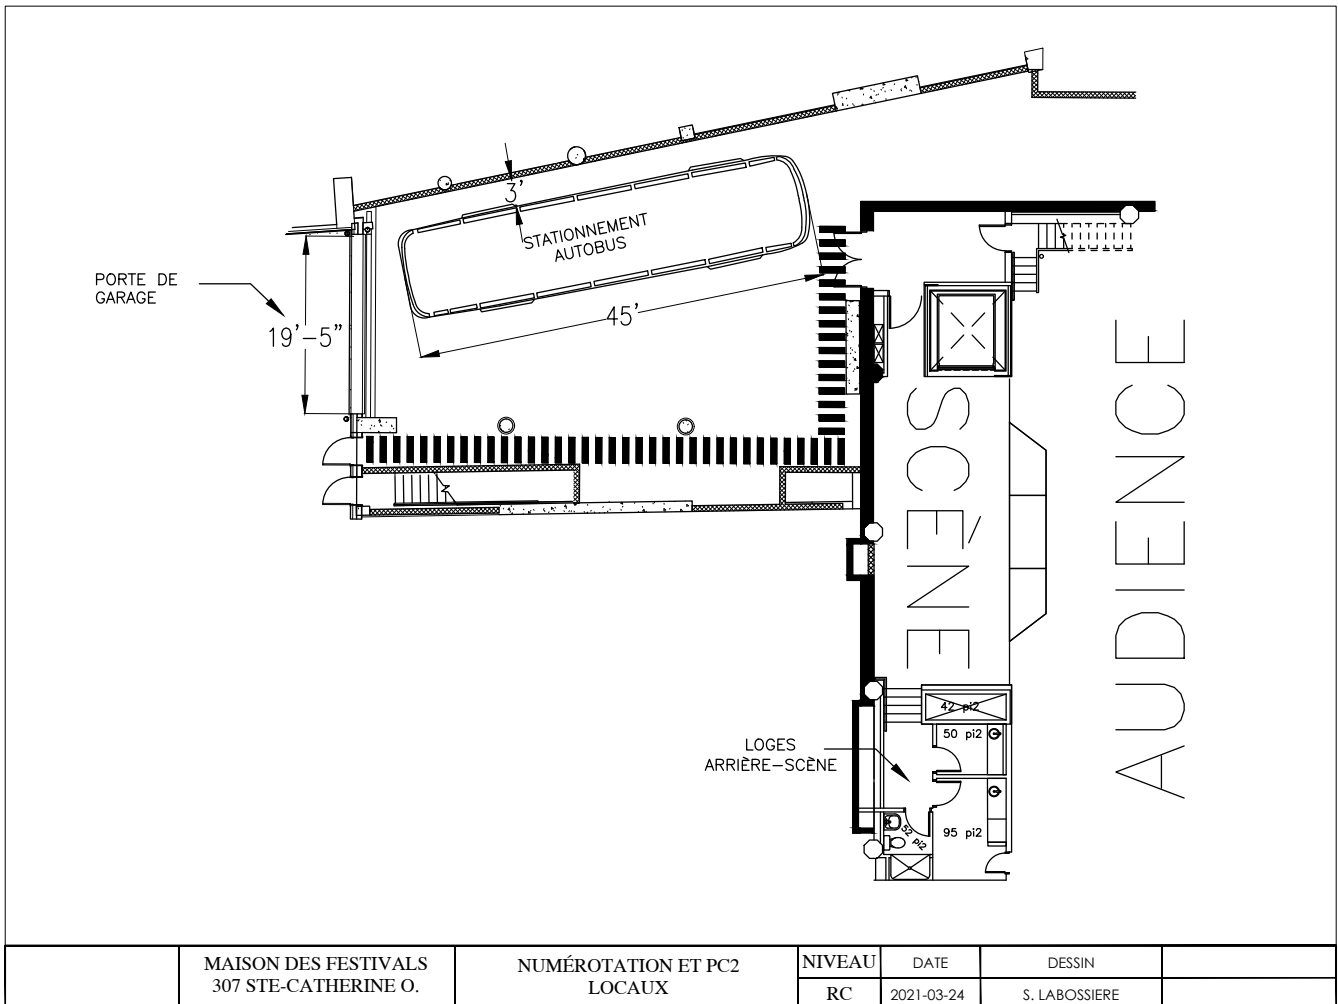 3'
STATIONNEMENT
AUTOBUS
PORTE DE
GARAGE
19'-5"
45'
SCÈNE
AUDIENCE
42 pi2
50 pi2
LOGES
ARRIÈRE-SCÈNE
95 pi2
52 pi2
MAISON DES FESTIVALS
307 STE-CATHERINE O.
NUMÉROTATION ET PC2
LOCAUX
NIVEAU
RC
DATE
2021-03-24
DESSIN
S. LABOSSIERE